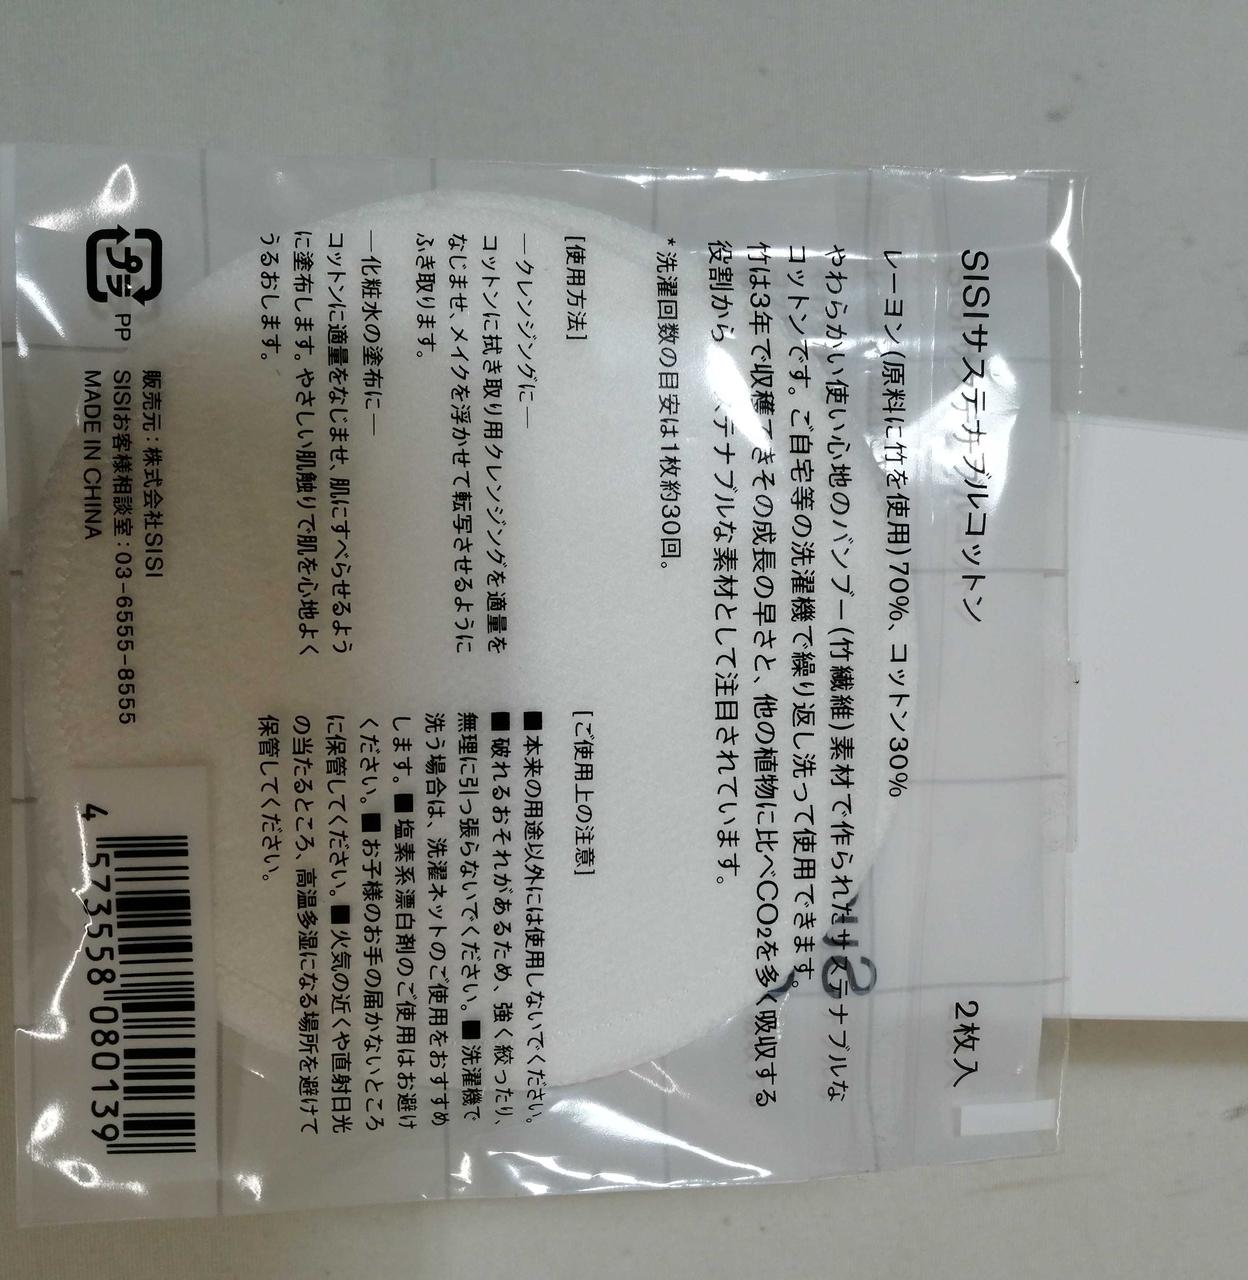 SISIサステナブルコットン
2枚入
レーヨン(原料に竹を使用)70%、コットン30%
やわらかい使い心地のバンブー(竹繊維)素材で作られたサステナブルな
コットンです。ご自宅等の洗濯機で繰り返し洗って使用できます。
竹は3年で収穫できその成長の早さと、他の植物に比べCO2を多く吸収する
役割から ステナブルな素材として注目されています。
*洗濯回数の目安は1枚約30回。
[使用方法]
―クレンジングに―
コットンに拭き取り用クレンジングを適量を
なじませ、メイクを浮かせて転写させるように
ふき取ります。
―化粧水の塗布に―
コットンに適量をなじませ、肌にすべらせるよう
に塗布します。やさしい肌触りで肌を心地よく
うるおします。
[ご使用上の注意]
■本来の用途以外には使用しないでください。
■破れるおそれがあるため、強く絞ったり、
無理に引っ張らないでください。■洗濯機で
洗う場合は、洗濯ネットのご使用をおすすめ
します。■塩素系漂白剤のご使用はお避け
ください。■お子様のお手の届かないところ
に保管してください。■火気の近くや直射日光
の当たるところ、高温多湿になる場所を避けて
保管してください。
プラ
PP
販売元:株式会社SISI
SISIお客様相談室:03-6555-8555
MADE IN CHINA
4 573558 080139